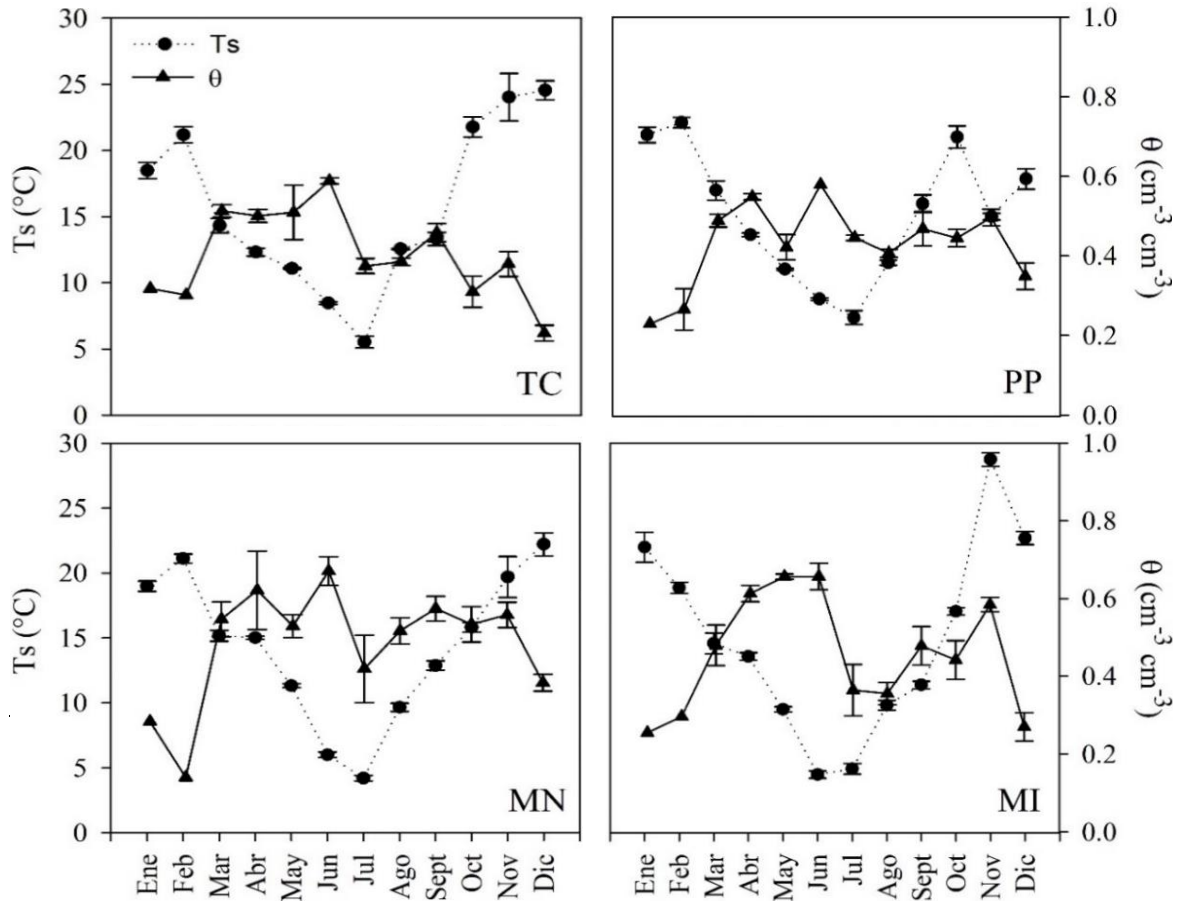 Ts
θ
Ts (°C)
30
25
20
15
10
5
0
TC
PP
1.0
0.8
0.6
0.4
0.2
0.0
θ (cm-3 cm-3)
Ts (°C)
30
25
20
15
10
5
0
MN
MI
1.0
0.8
0.6
0.4
0.2
0.0
θ (cm-3 cm-3)
Ene
Feb
Mar
Abr
May
Jun
Jul
Ago
Sept
Oct
Nov
Dic
Ene
Feb
Mar
Abr
May
Jun
Jul
Ago
Sept
Oct
Nov
Dic